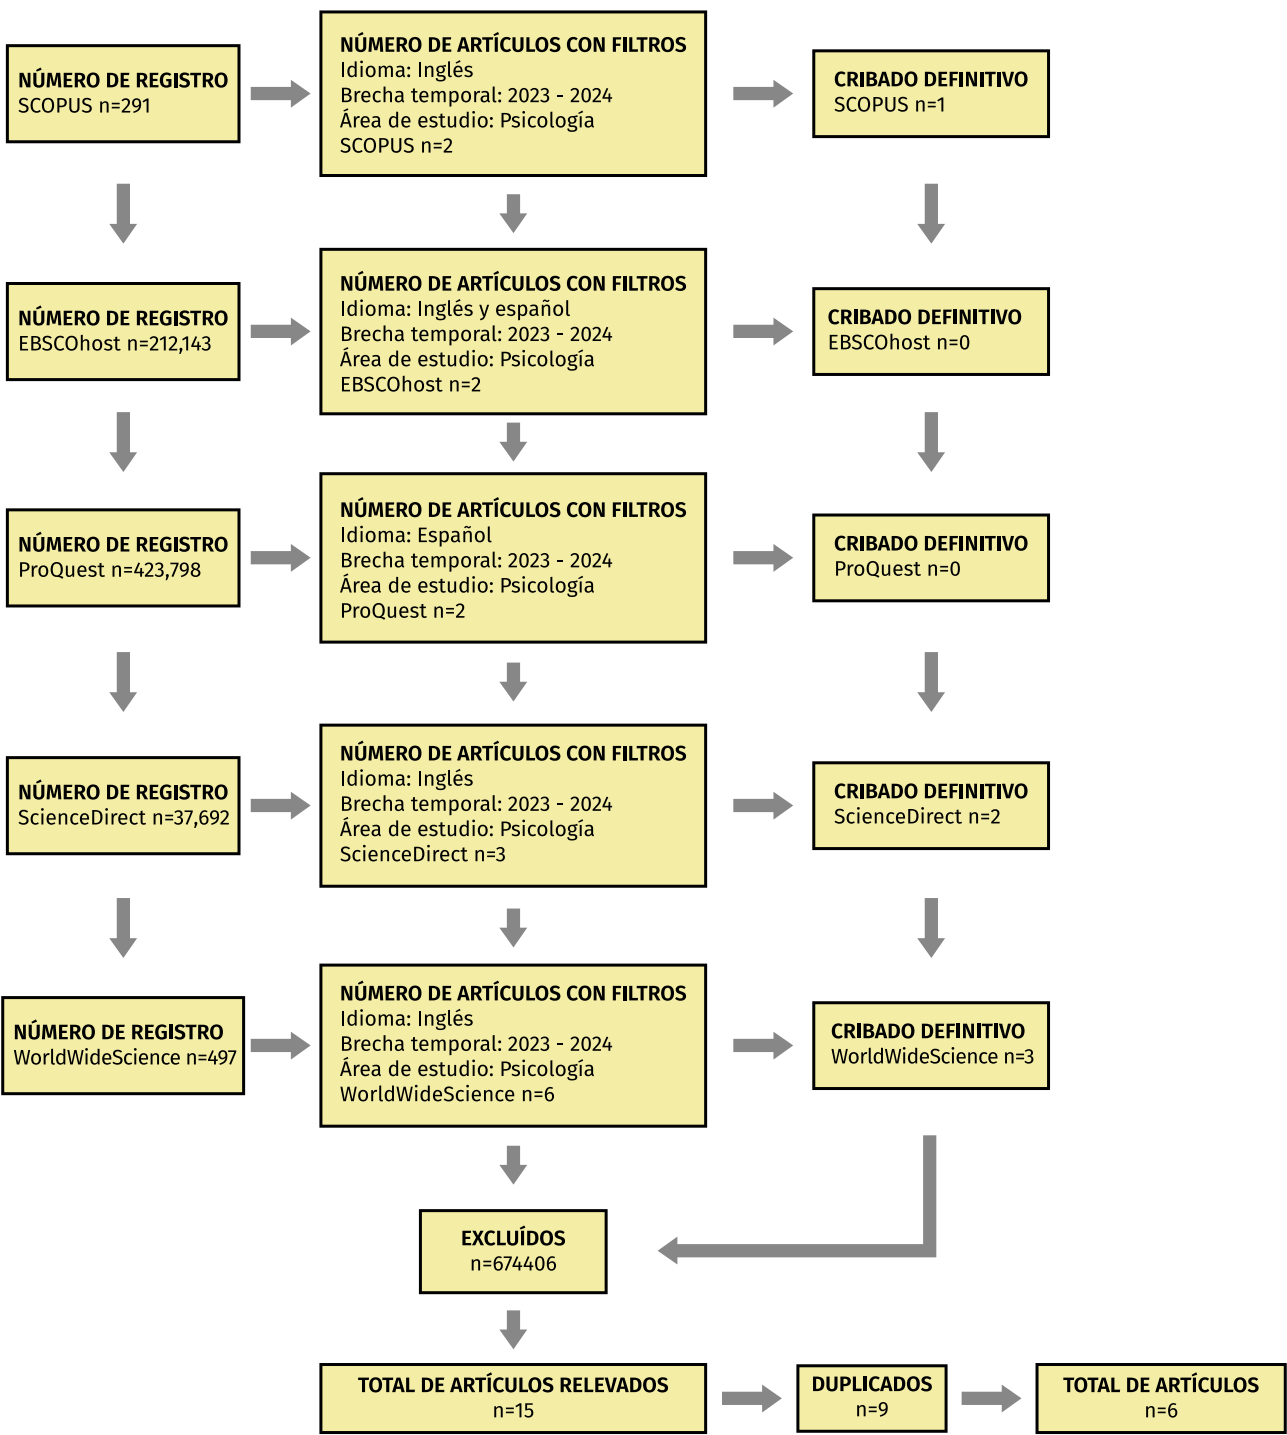 NÚMERO DE REGISTRO
SCOPUS n=291
NÚMERO DE ARTÍCULOS CON FILTROS
Idioma: Inglés
Brecha temporal: 2023 - 2024
Área de estudio: Psicología
SCOPUS n=2
CRIBADO DEFINITIVO
SCOPUS n=1
NÚMERO DE REGISTRO
EBSCOhost n=212,143
NÚMERO DE ARTÍCULOS CON FILTROS
Idioma: Inglés y español
Brecha temporal: 2023 - 2024
Área de estudio: Psicología
EBSCOhost n=2
CRIBADO DEFINITIVO
EBSCOhost n=0
NÚMERO DE REGISTRO
ProQuest n=423,798
NÚMERO DE ARTÍCULOS CON FILTROS
Idioma: Español
Brecha temporal: 2023 - 2024
Área de estudio: Psicología
ProQuest n=2
CRIBADO DEFINITIVO
ProQuest n=0
NÚMERO DE REGISTRO
ScienceDirect n=37,692
NÚMERO DE ARTÍCULOS CON FILTROS
Idioma: Inglés
Brecha temporal: 2023 - 2024
Área de estudio: Psicología
ScienceDirect n=3
CRIBADO DEFINITIVO
ScienceDirect n=2
NÚMERO DE REGISTRO
WorldWideScience n=497
NÚMERO DE ARTÍCULOS CON FILTROS
Idioma: Inglés
Brecha temporal: 2023 - 2024
Área de estudio: Psicología
WorldWideScience n=6
CRIBADO DEFINITIVO
WorldWideScience n=3
EXCLUÍDOS
n=674406
TOTAL DE ARTÍCULOS RELEVADOS
n=15
DUPLICADOS
n=9
TOTAL DE ARTÍCULOS
n=6